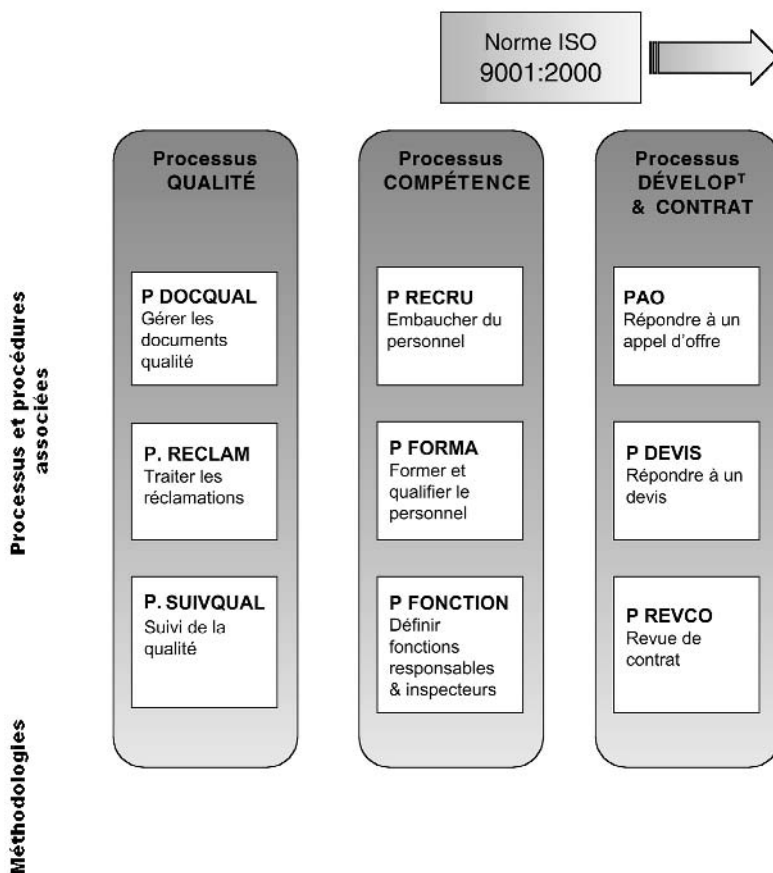 Norme ISO
9001:2000
Processus et procédures
associées
Méthodologies
Processus
QUALITÉ
P DOCQUAL
Gérer les
documents
qualité
P. RECLAM
Traiter les
réclamations
P. SUIVQUAL
Suivi de la
qualité
Processus
COMPÉTENCE
P RECRU
Embaucher du
personnel
P FORMA
Former et
qualifier le
personnel
P FONCTION
Définir
fonctions
responsables
& inspecteurs
Processus
DÉVELOPT
& CONTRAT
PAO
Répondre à un
appel d'offre
P DEVIS
Répondre à un
devis
P REVCO
Revue de
contrat